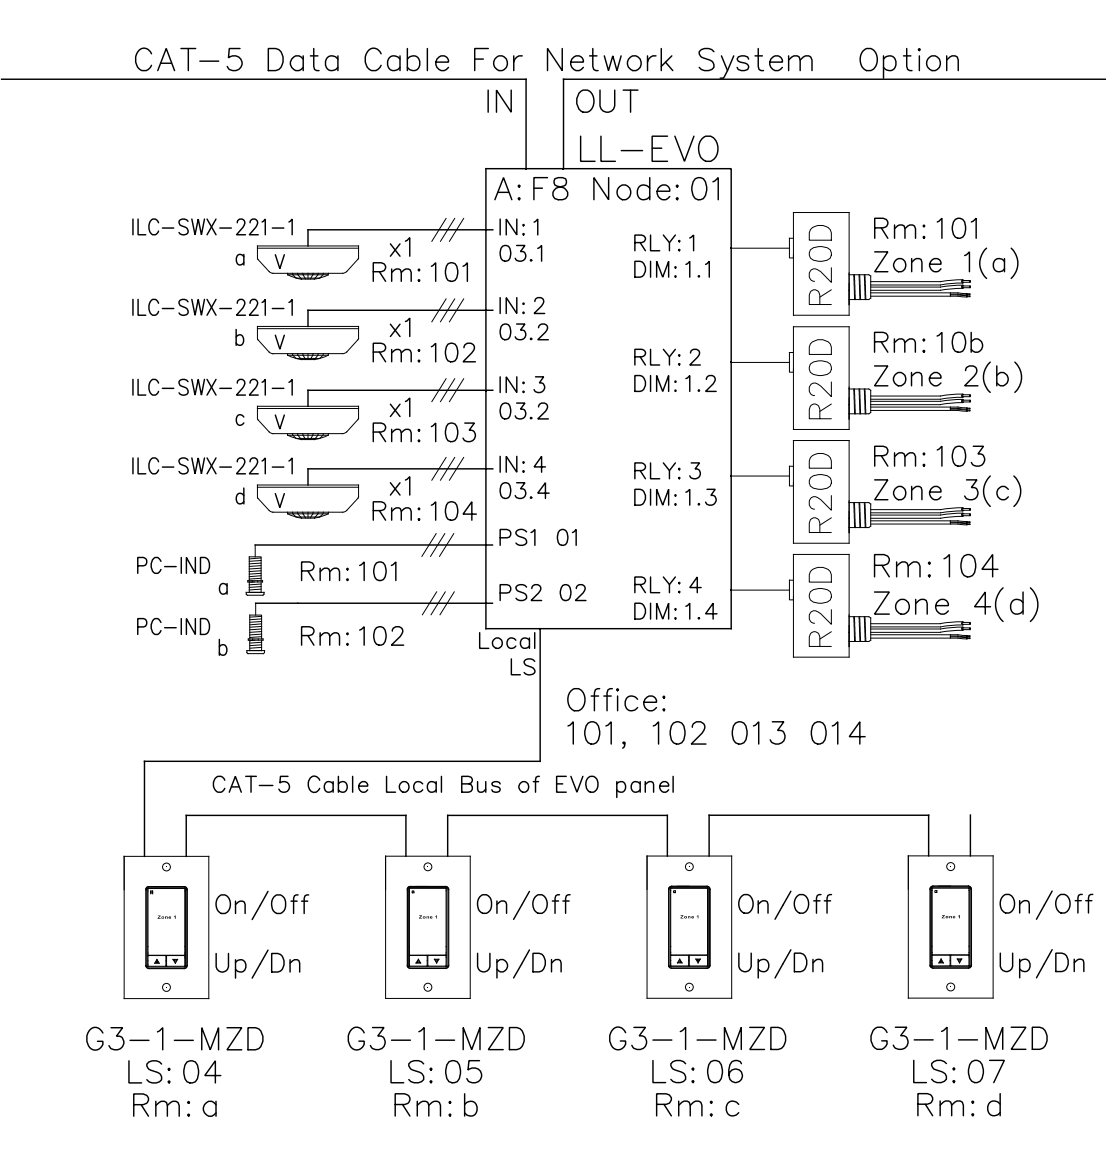 CAT-5 Data Cable For Network System Option
IN OUT
LL-EVO
A:F8 Node:01
ILC-SWX-221-1
a V x1
Rm:101
IN:1
03.1
ILC-SWX-221-1
b V x1
Rm:102
IN:2
03.2
ILC-SWX-221-1
c V x1
Rm:103
IN:3
03.2
ILC-SWX-221-1
d V x1
Rm:104
IN:4
03.4
PC-IND
a Rm:101
PS1 01
PC-IND
b Rm:102
PS2 02
RLY:1
DIM:1.1
R20D
Rm:101
Zone 1(a)
RLY:2
DIM:1.2
R20D
Rm:10b
Zone 2(b)
RLY:3
DIM:1.3
R20D
Rm:103
Zone 3(c)
RLY:4
DIM:1.4
R20D
Rm:104
Zone 4(d)
Local
LS
Office:
101, 102 013 014
CAT-5 Cable Local Bus of EVO panel
Zone 1
On/Off
Up/Dn
G3-1-MZD
LS:04
Rm:a
Zone 1
On/Off
Up/Dn
G3-1-MZD
LS:05
Rm:b
Zone 1
On/Off
Up/Dn
G3-1-MZD
LS:06
Rm:c
Zone 1
On/Off
Up/Dn
G3-1-MZD
LS:07
Rm:d